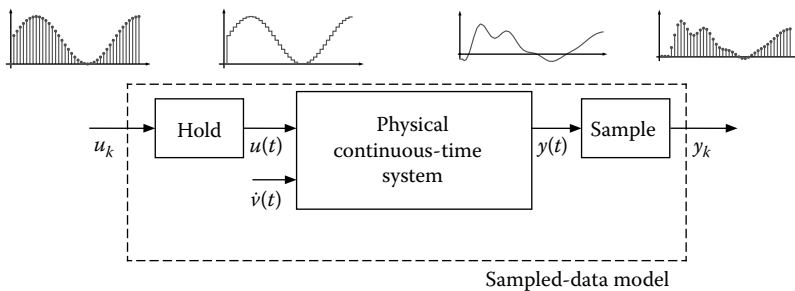 Hold
Physical
continuous-time
system
Sample
u_k
u(t)
y(t)
y_k
v̇(t)
Sampled-data model